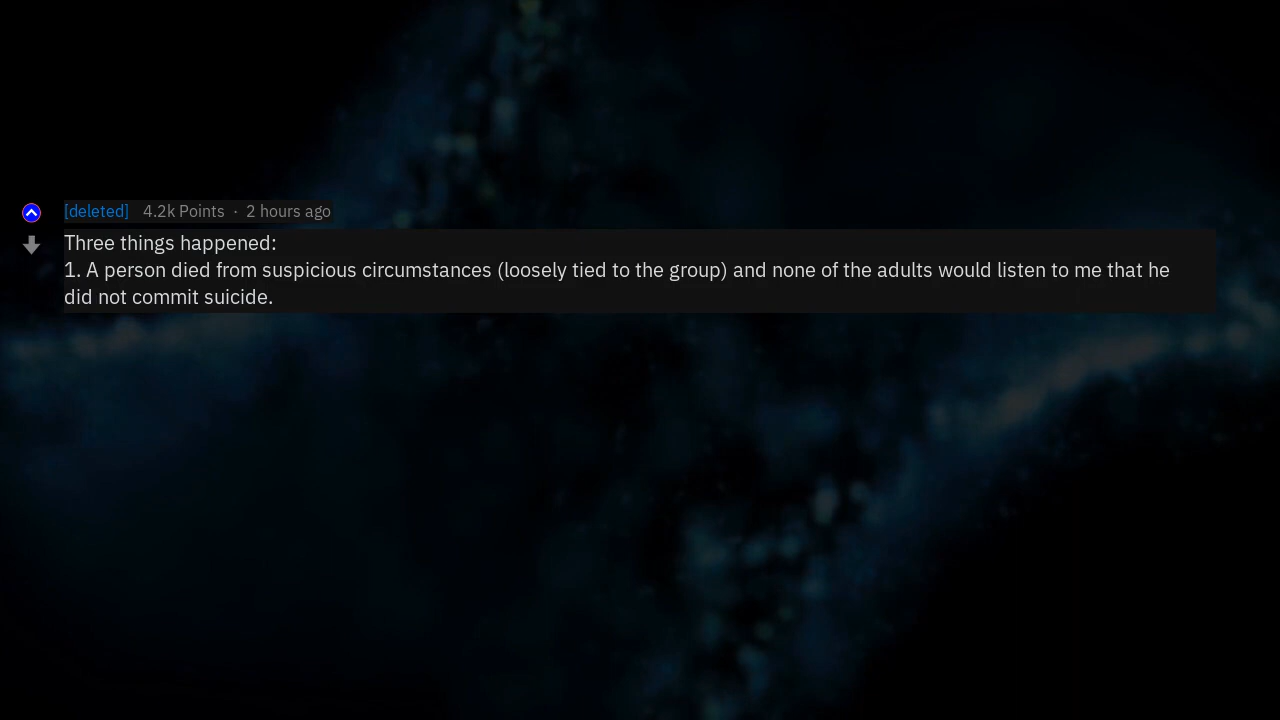 [deleted] 4.2k Points · 2 hours ago
Three things happened:
1. A person died from suspicious circumstances (loosely tied to the group) and none of the adults would listen to me that he
did not commit suicide.